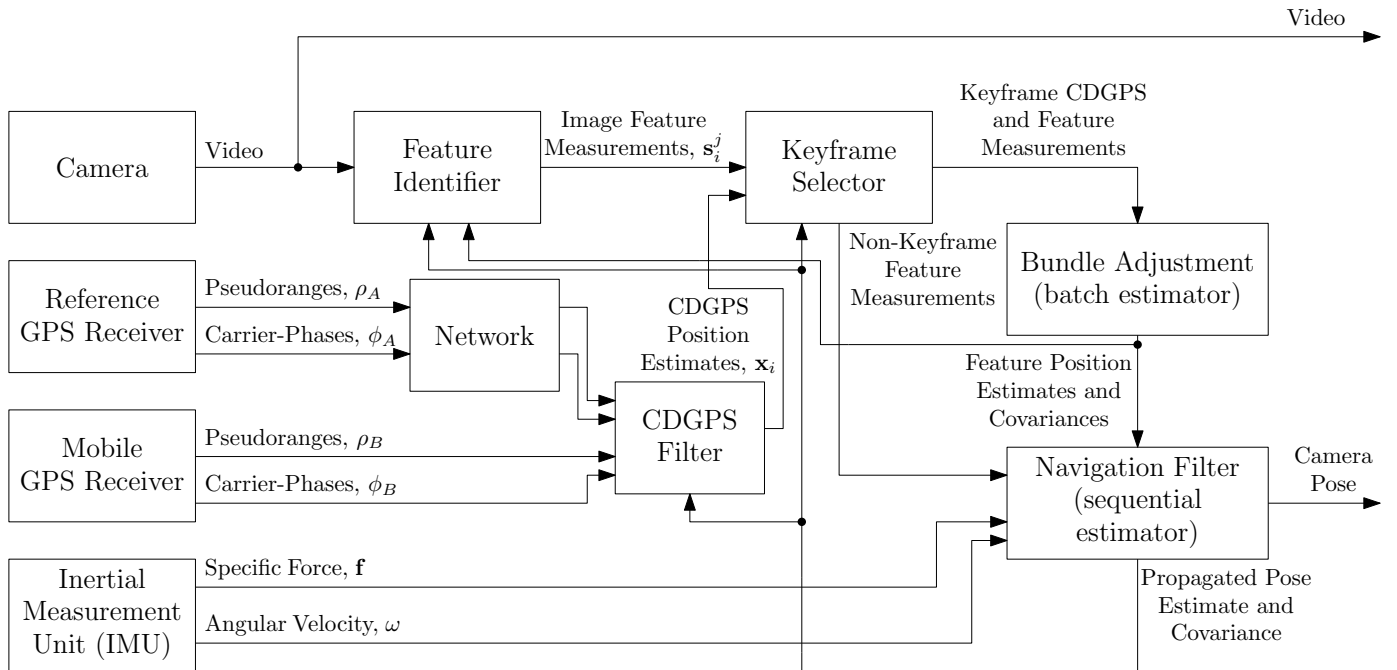 Video
Camera
Video
Feature
Identifier
Image Feature
Measurements, s_i^j
Keyframe
Selector
Keyframe CDGPS
and Feature
Measurements
Non-Keyframe
Feature
Measurements
Bundle Adjustment
(batch estimator)
Reference
GPS Receiver
Pseudoranges, ρ_A
Carrier-Phases, ϕ_A
Network
CDGPS
Position
Estimates, x_i
Feature Position
Estimates and
Covariances
Mobile
GPS Receiver
Pseudoranges, ρ_B
Carrier-Phases, ϕ_B
CDGPS
Filter
Navigation Filter
(sequential
estimator)
Camera
Pose
Inertial
Measurement
Unit (IMU)
Specific Force, f
Angular Velocity, ω
Propagated Pose
Estimate and
Covariance